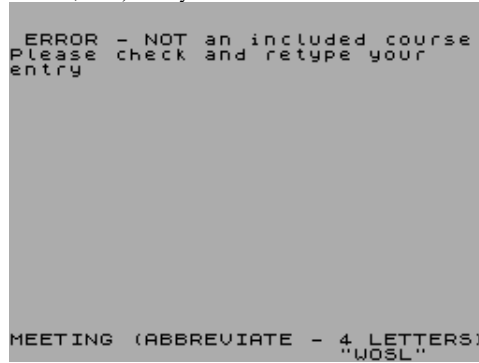 ERROR - NOT an included course
Please check and retype your
entry
MEETING (ABBREVIATE - 4 LETTERS)
"WOSL"